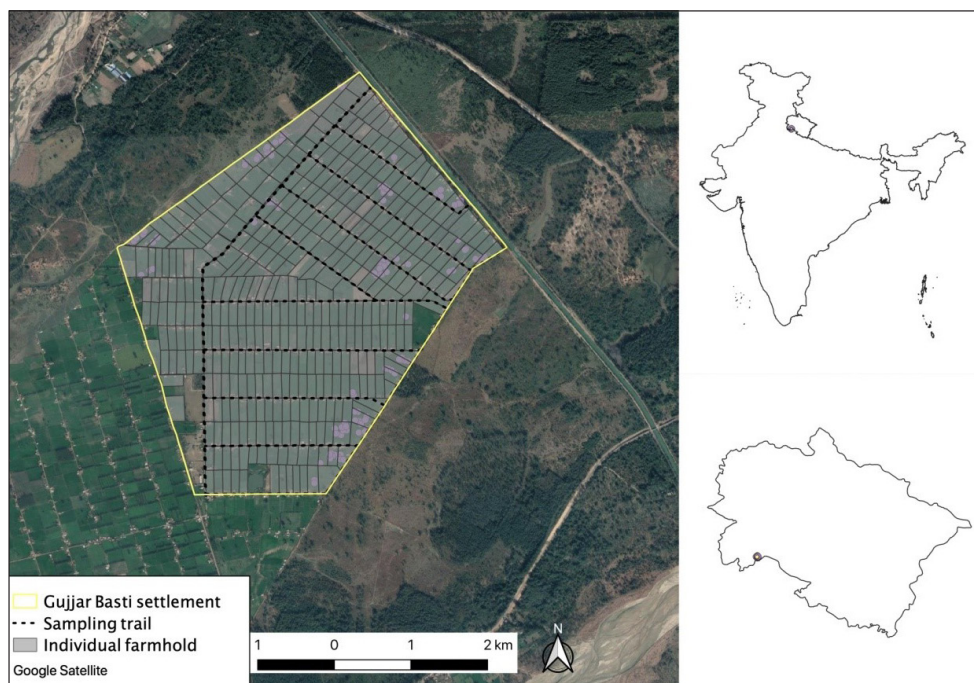 Gujjar Basti settlement
Sampling trail
Individual farmhold
Google Satellite
1 0 1 2 km
N